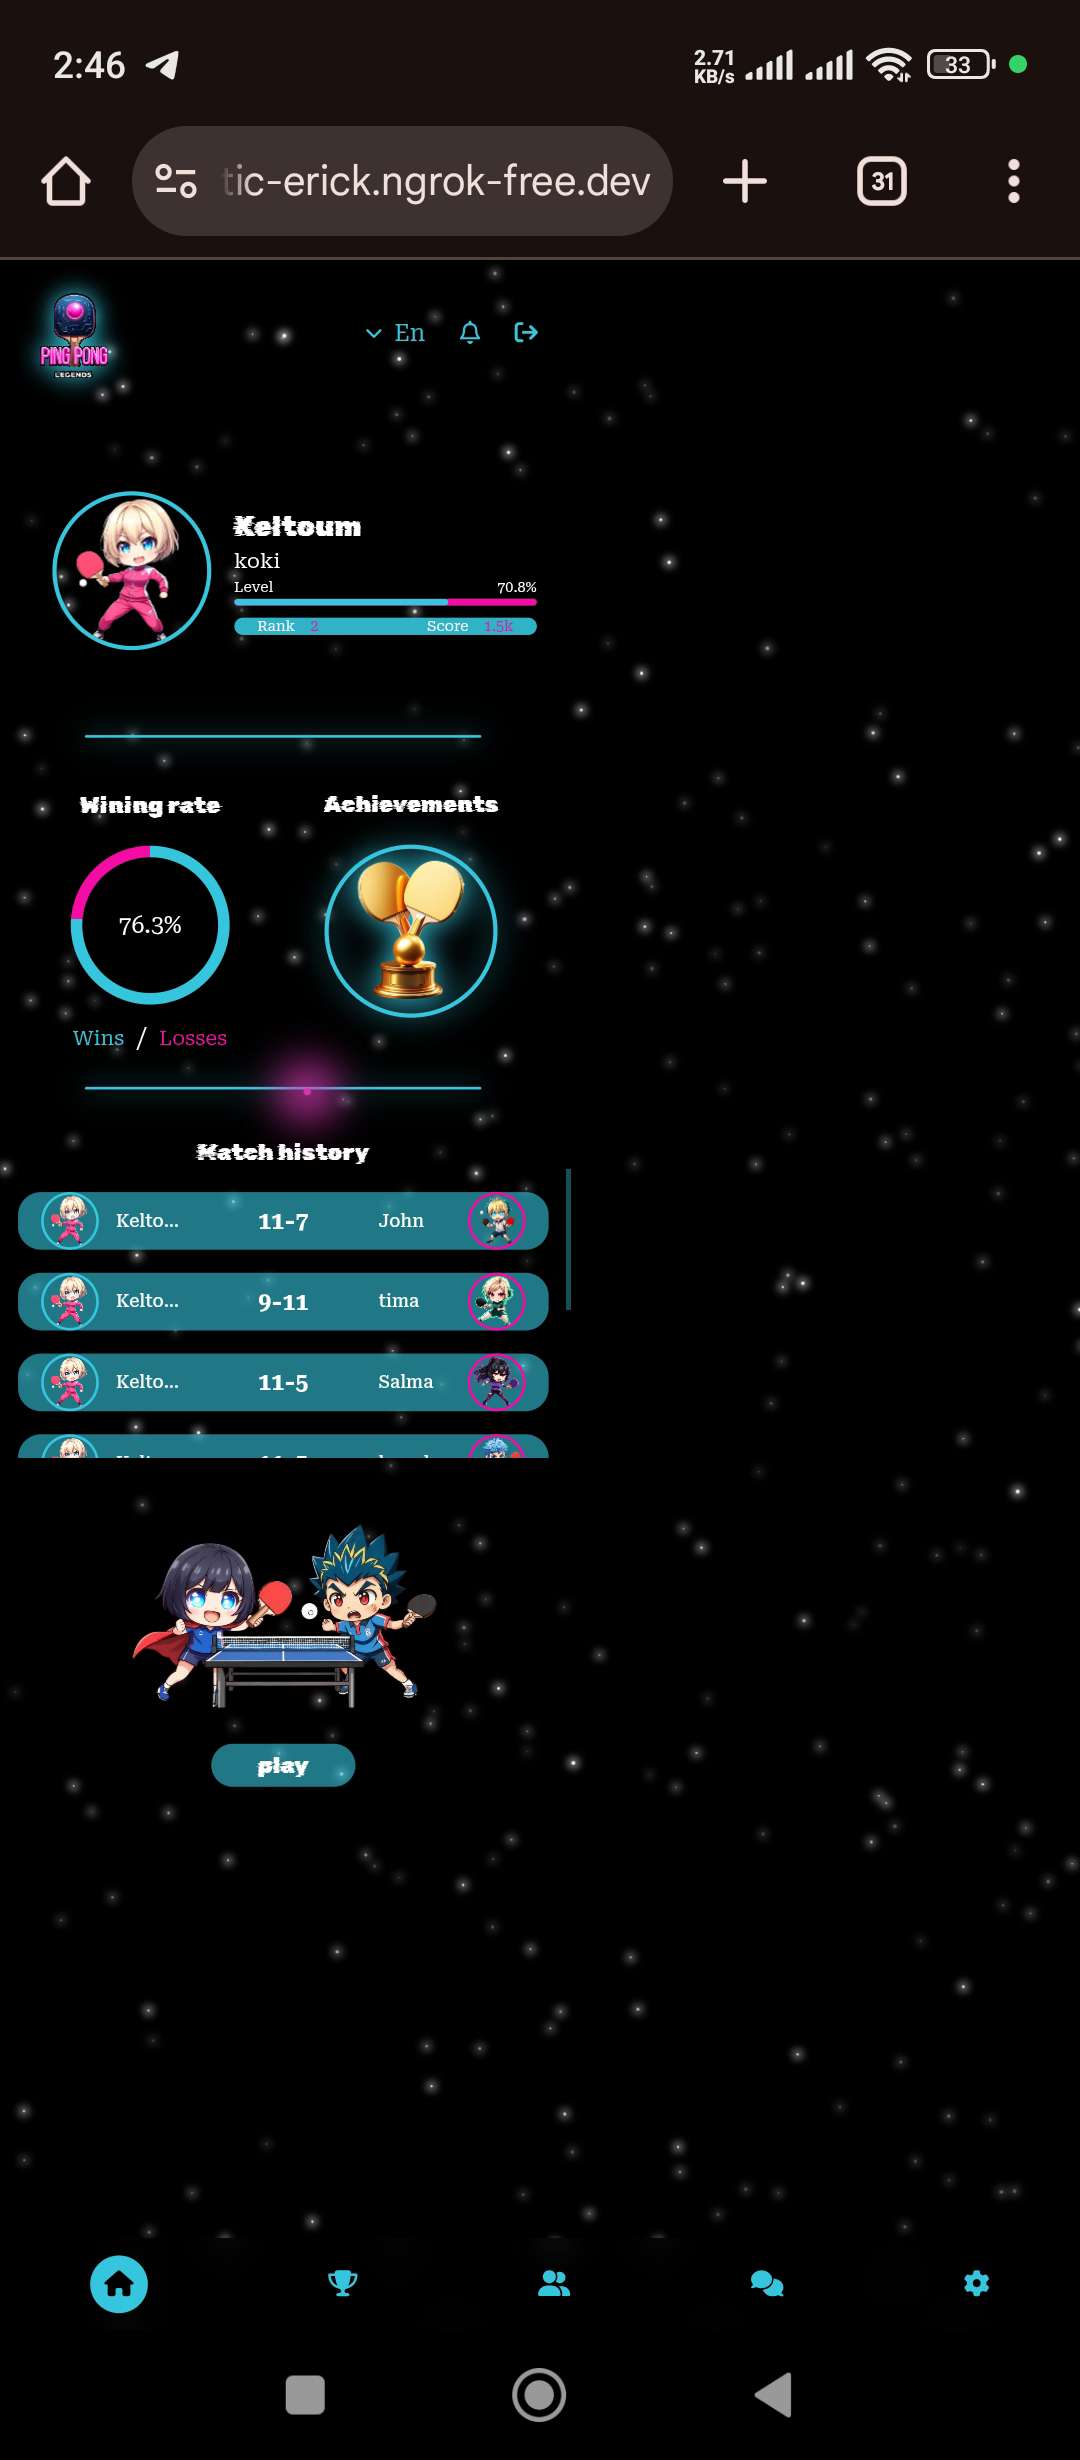 2:46
2.71
KB/s
33
tic-erick.ngrok-free.dev
31
PING PONG
LEGENDS
En
Keltoum
koki
Level 70.8%
Rank 2 Score 1.5k
Wining rate Achievements
76.3%
Wins / Losses
Match history
Kelto... 11-7 John
Kelto... 9-11 tima
Kelto... 11-5 Salma
play